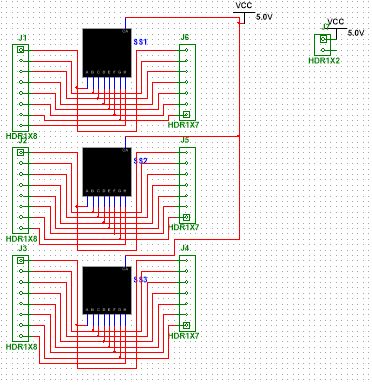 VCC
5.0V
VCC
J7
5.0V
HDR1X2
J1
SS1
J6
A B C D E F G H
HDR1X8
HDR1X7
J2
SS2
J5
A B C D E F G H
HDR1X8
HDR1X7
J3
SS3
J4
A B C D E F G H
HDR1X8
HDR1X7